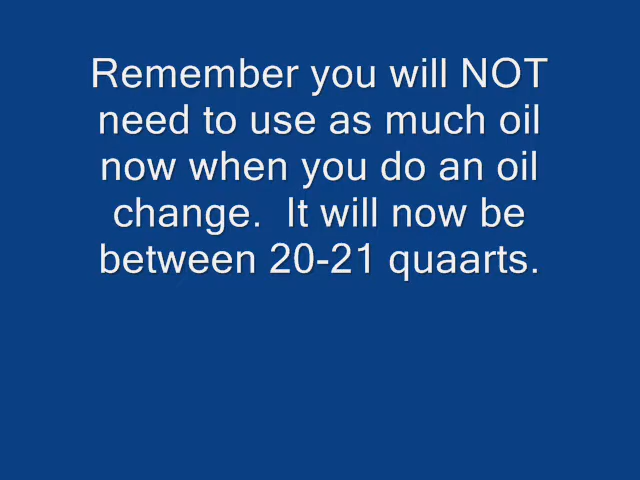 Remember you will NOT
need to use as much oil
now when you do an oil
change.  It will now be
between 20-21 quaarts.